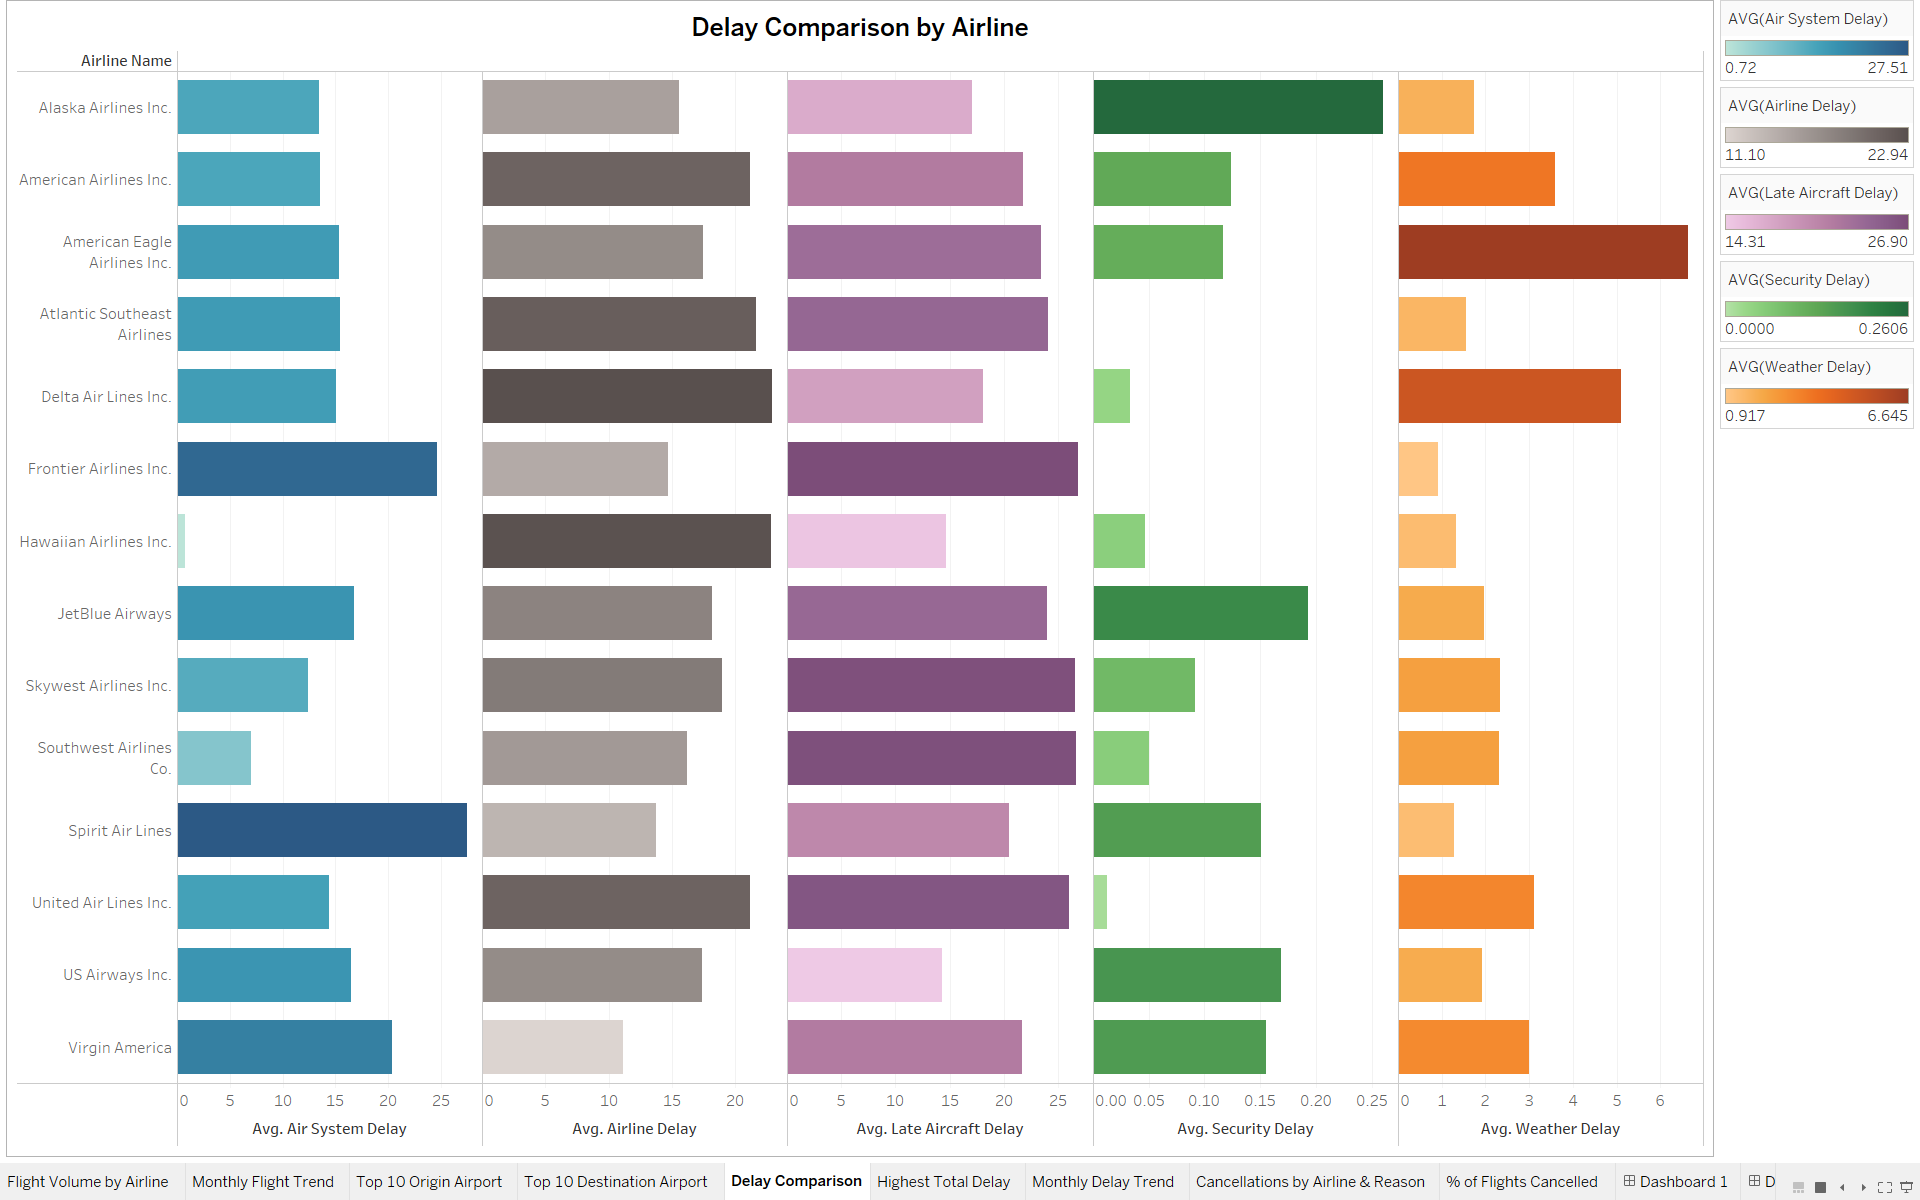 Delay Comparison by Airline
Airline Name
Alaska Airlines Inc.
American Airlines Inc.
American Eagle
Airlines Inc.
Atlantic Southeast
Airlines
Delta Air Lines Inc.
Frontier Airlines Inc.
Hawaiian Airlines Inc.
JetBlue Airways
Skywest Airlines Inc.
Southwest Airlines
Co.
Spirit Air Lines
United Air Lines Inc.
US Airways Inc.
Virgin America
0 5 10 15 20 25
Avg. Air System Delay
0 5 10 15 20
Avg. Airline Delay
0 5 10 15 20 25
Avg. Late Aircraft Delay
0.00 0.05 0.10 0.15 0.20 0.25
Avg. Security Delay
0 1 2 3 4 5 6
Avg. Weather Delay
AVG(Air System Delay)
0.72 27.51
AVG(Airline Delay)
11.10 22.94
AVG(Late Aircraft Delay)
14.31 26.90
AVG(Security Delay)
0.0000 0.2606
AVG(Weather Delay)
0.917 6.645
Flight Volume by Airline Monthly Flight Trend Top 10 Origin Airport Top 10 Destination Airport Delay Comparison Highest Total Delay Monthly Delay Trend Cancellations by Airline & Reason % of Flights Cancelled Dashboard 1 D